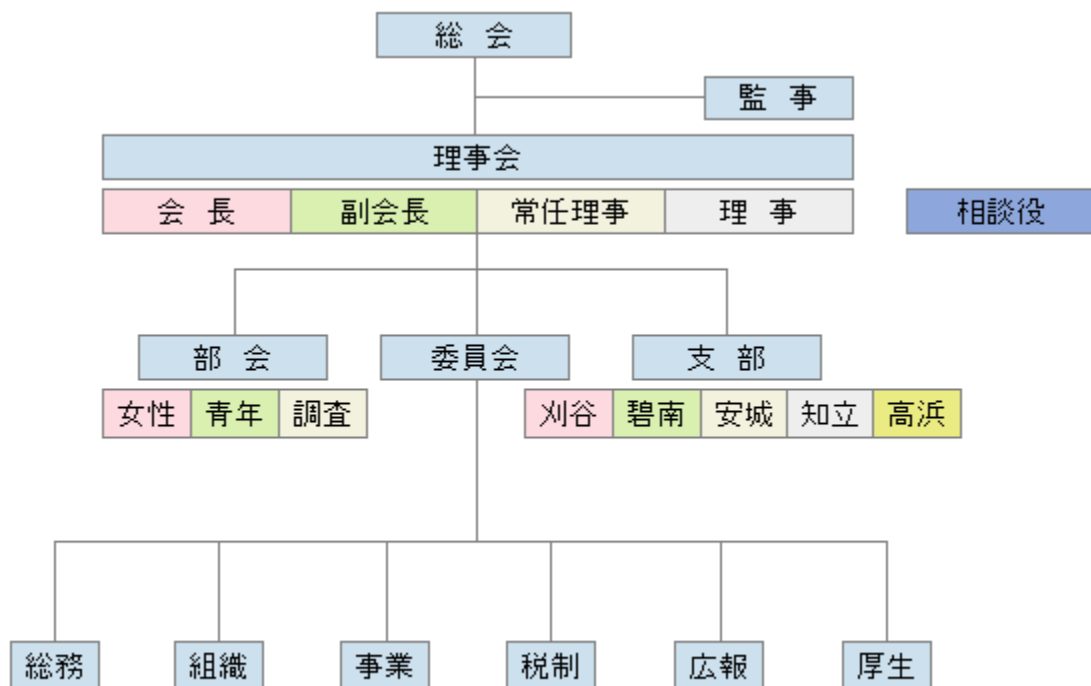 総 会
監 事
理事会
会 長 副会長 常任理事 理 事 相談役
部 会 委員会 支 部
女性 青年 調査 刈谷 碧南 安城 知立 高浜
総務 組織 事業 税制 広報 厚生